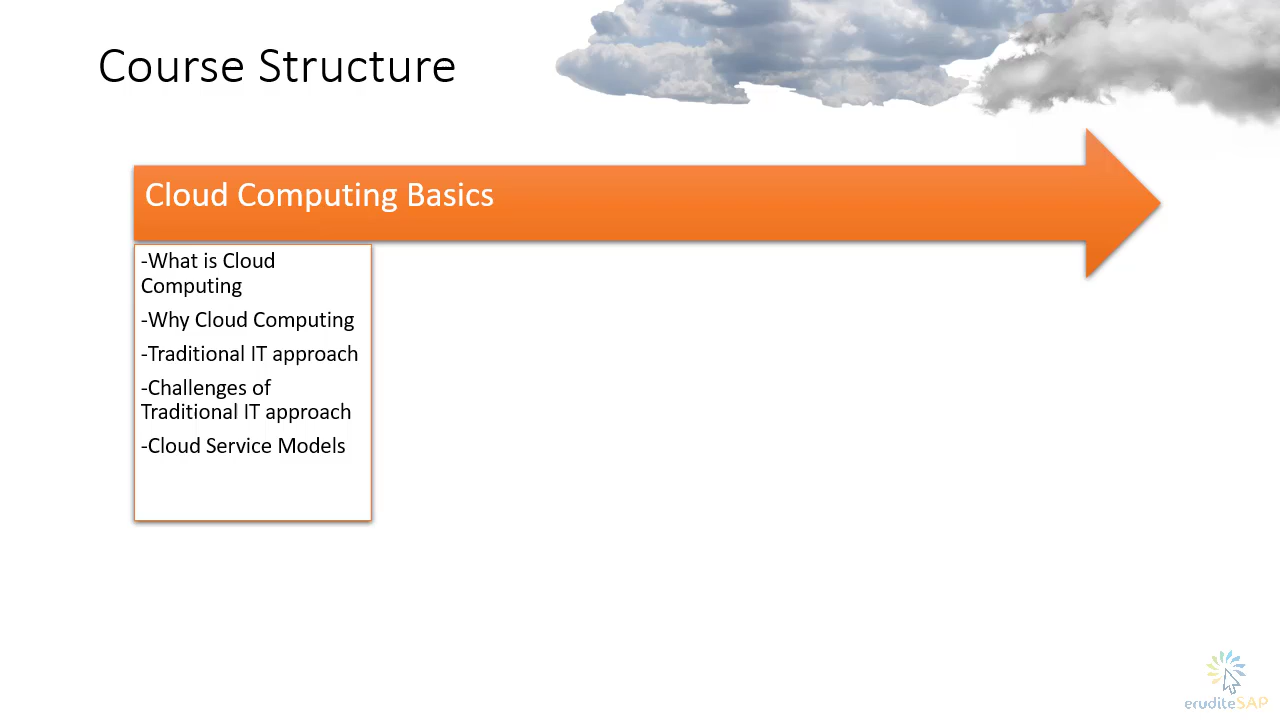 Course Structure
Cloud Computing Basics
-What is Cloud
Computing
-Why Cloud Computing
-Traditional IT approach
-Challenges of
Traditional IT approach
-Cloud Service Models
eruditeSAP